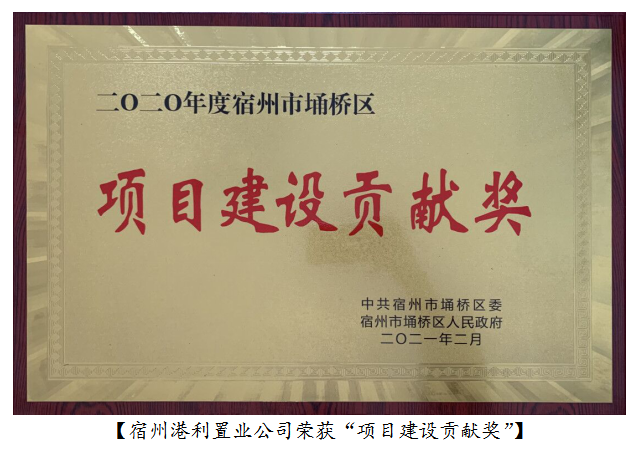 二〇二〇年度宿州市埇桥区
项目建设贡献奖
中共宿州市埇桥区委
宿州市埇桥区人民政府
二〇二一年二月
【宿州港利置业公司荣获“项目建设贡献奖”】